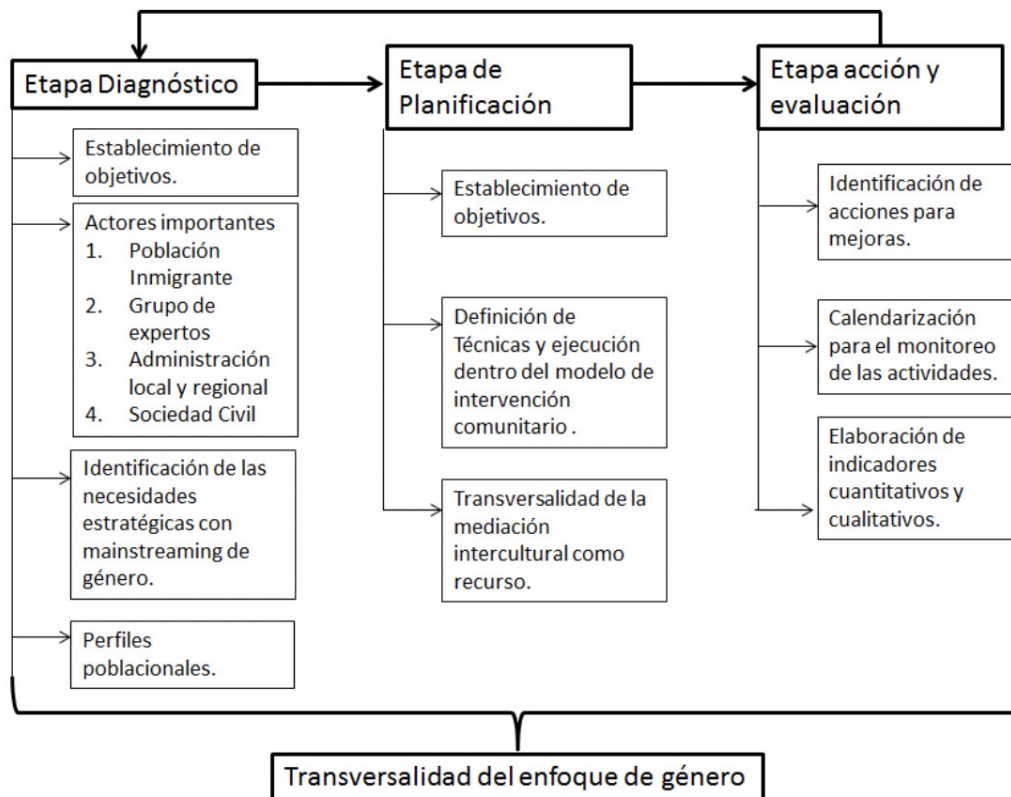 Etapa Diagnóstico
Establecimiento de
objetivos.
Actores importantes
1. Población
Inmigrante
2. Grupo de
expertos
3. Administración
local y regional
4. Sociedad Civil
Identificación de las
necesidades
estratégicas con
mainstreaming de
género.
Perfiles
poblacionales.
Etapa de
Planificación
Establecimiento de
objetivos.
Definición de
Técnicas y ejecución
dentro del modelo de
intervención
comunitario .
Transversalidad de la
mediación
intercultural como
recurso.
Etapa acción y
evaluación
Identificación de
acciones para
mejoras.
Calendarización
para el monitoreo
de las actividades.
Elaboración de
indicadores
cuantitativos y
cualitativos.
Transversalidad del enfoque de género